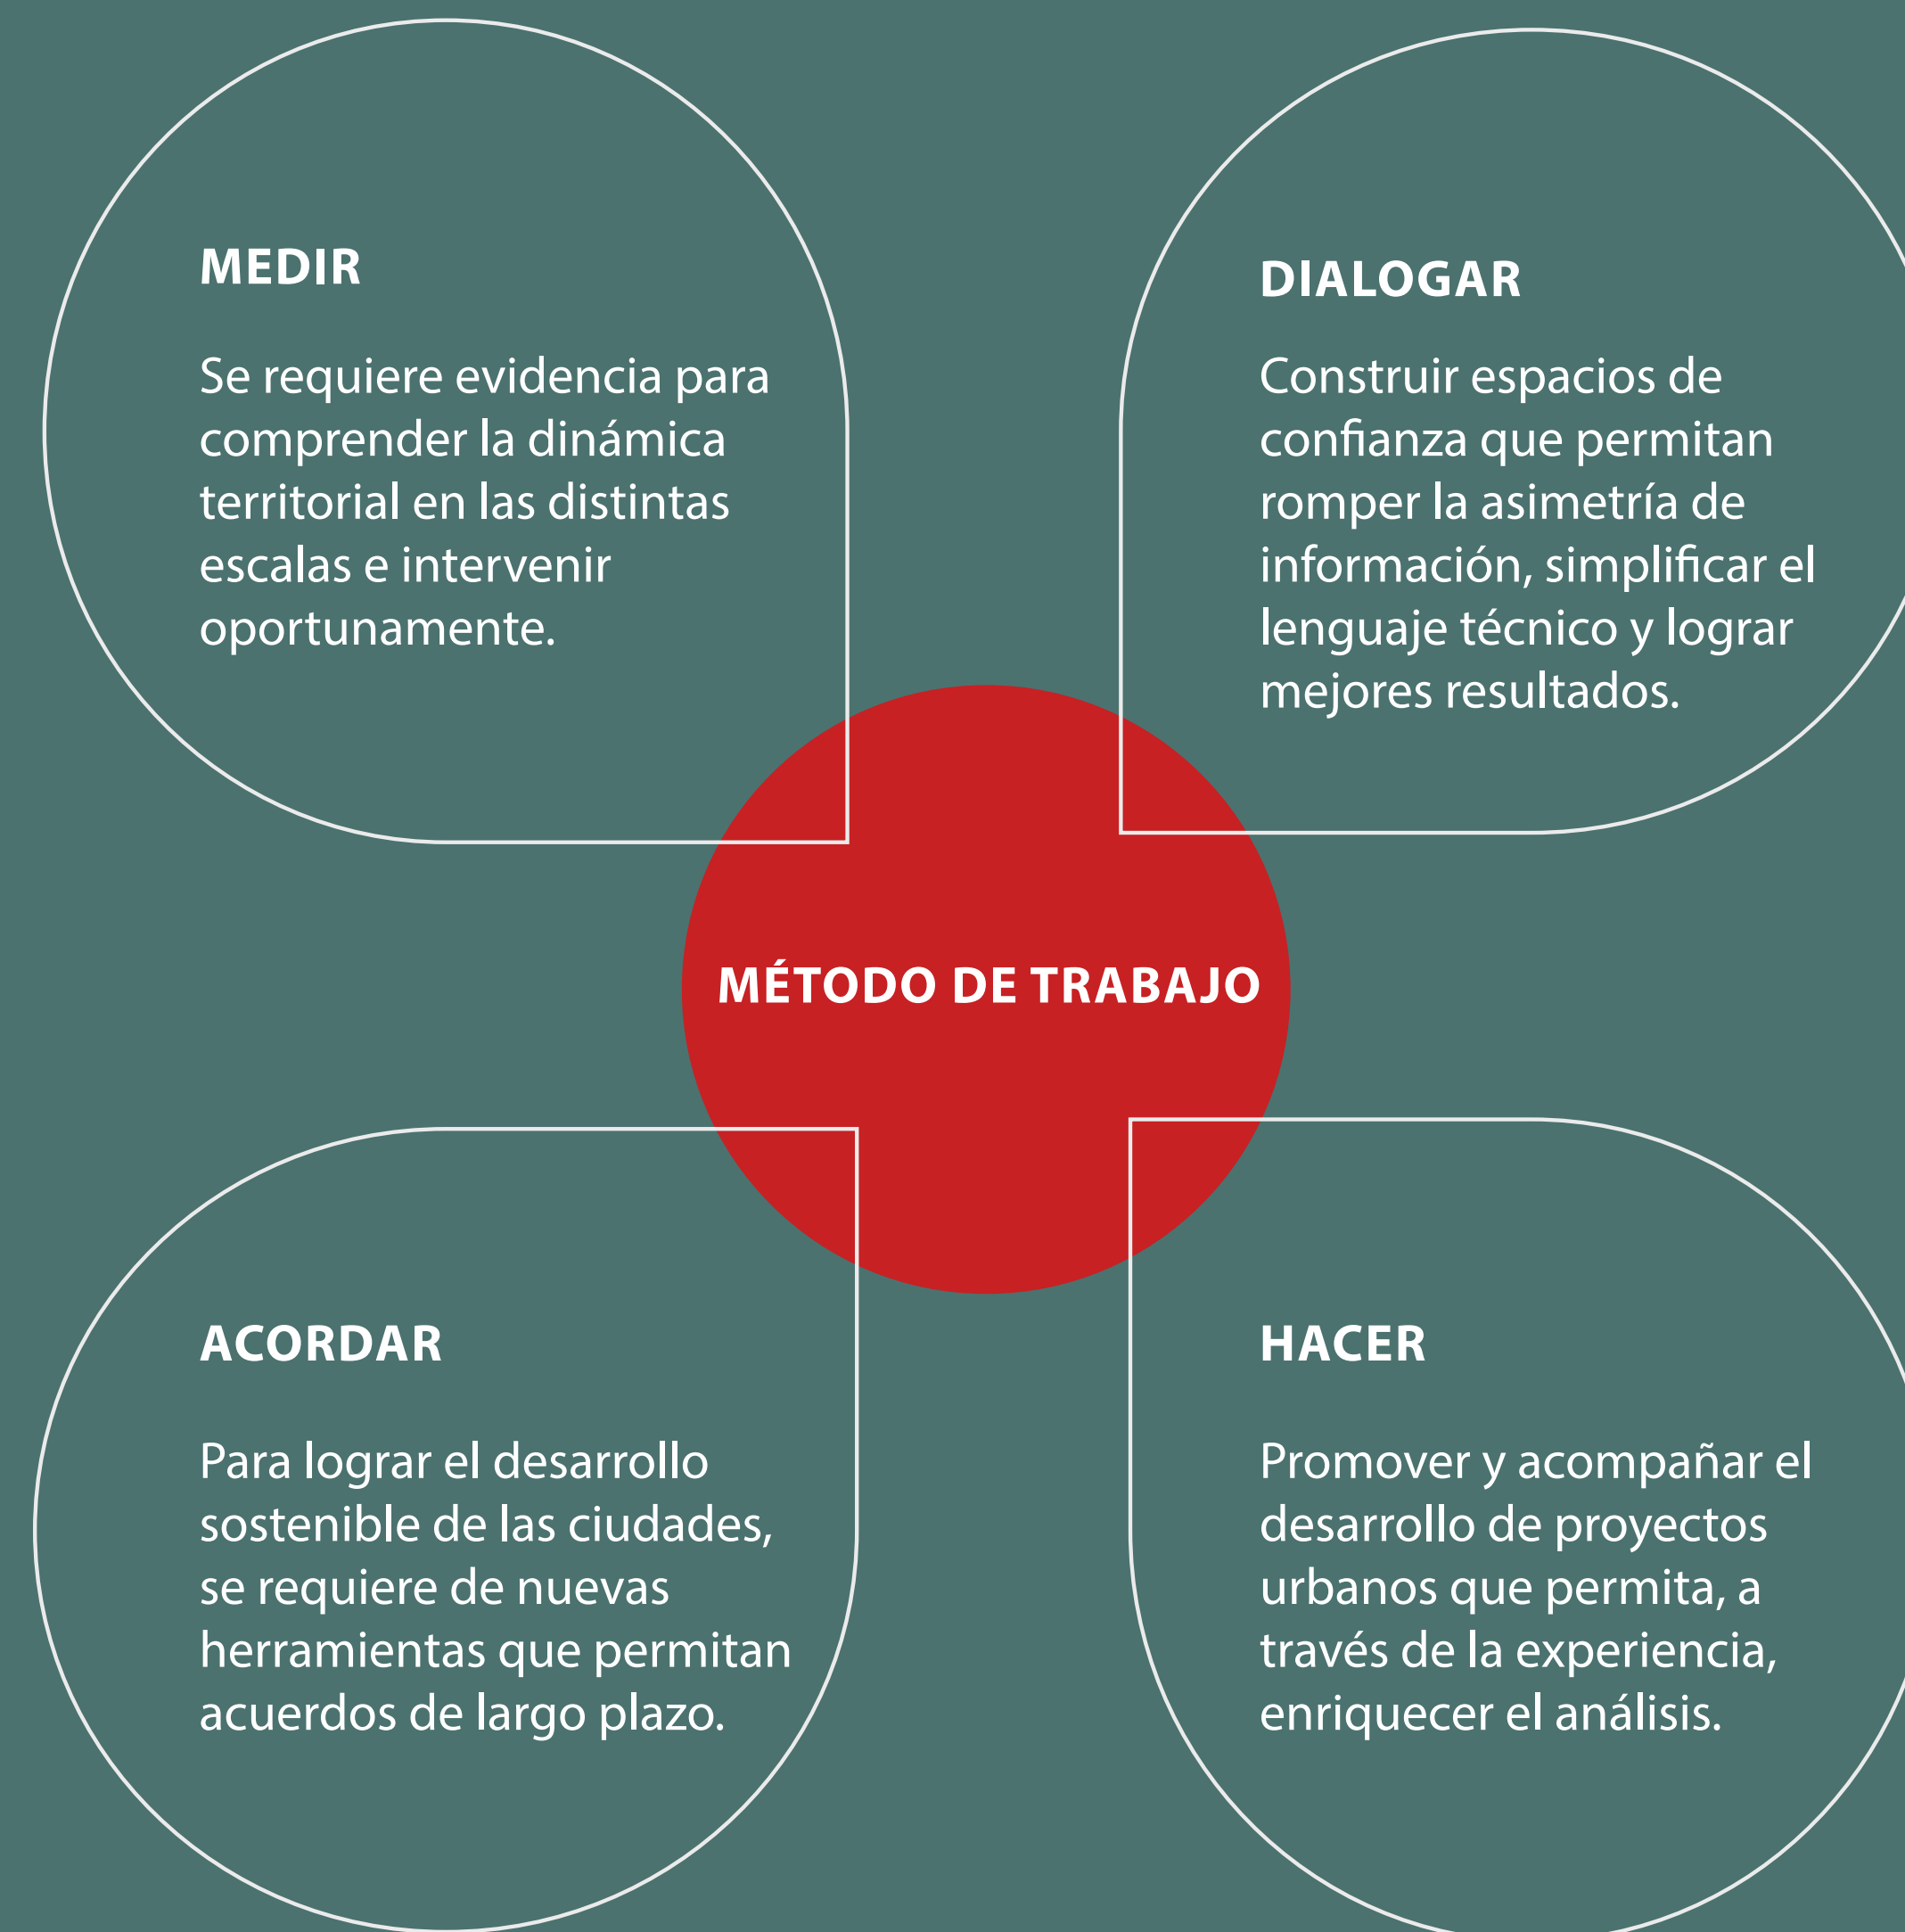 MEDIR
Se requiere evidencia para
comprender la dinámica
territorial en las distintas
escalas e intervenir
oportunamente.
DIALOGAR
Construir espacios de
confianza que permitan
romper la asimetría de
información, simplificar el
lenguaje técnico y lograr
mejores resultados.
MÉTODO DE TRABAJO
ACORDAR
Para lograr el desarrollo
sostenible de las ciudades,
se requiere de nuevas
herramientas que permitan
acuerdos de largo plazo.
HACER
Promover y acompañar el
desarrollo de proyectos
urbanos que permita, a
través de la experiencia,
enriquecer el análisis.